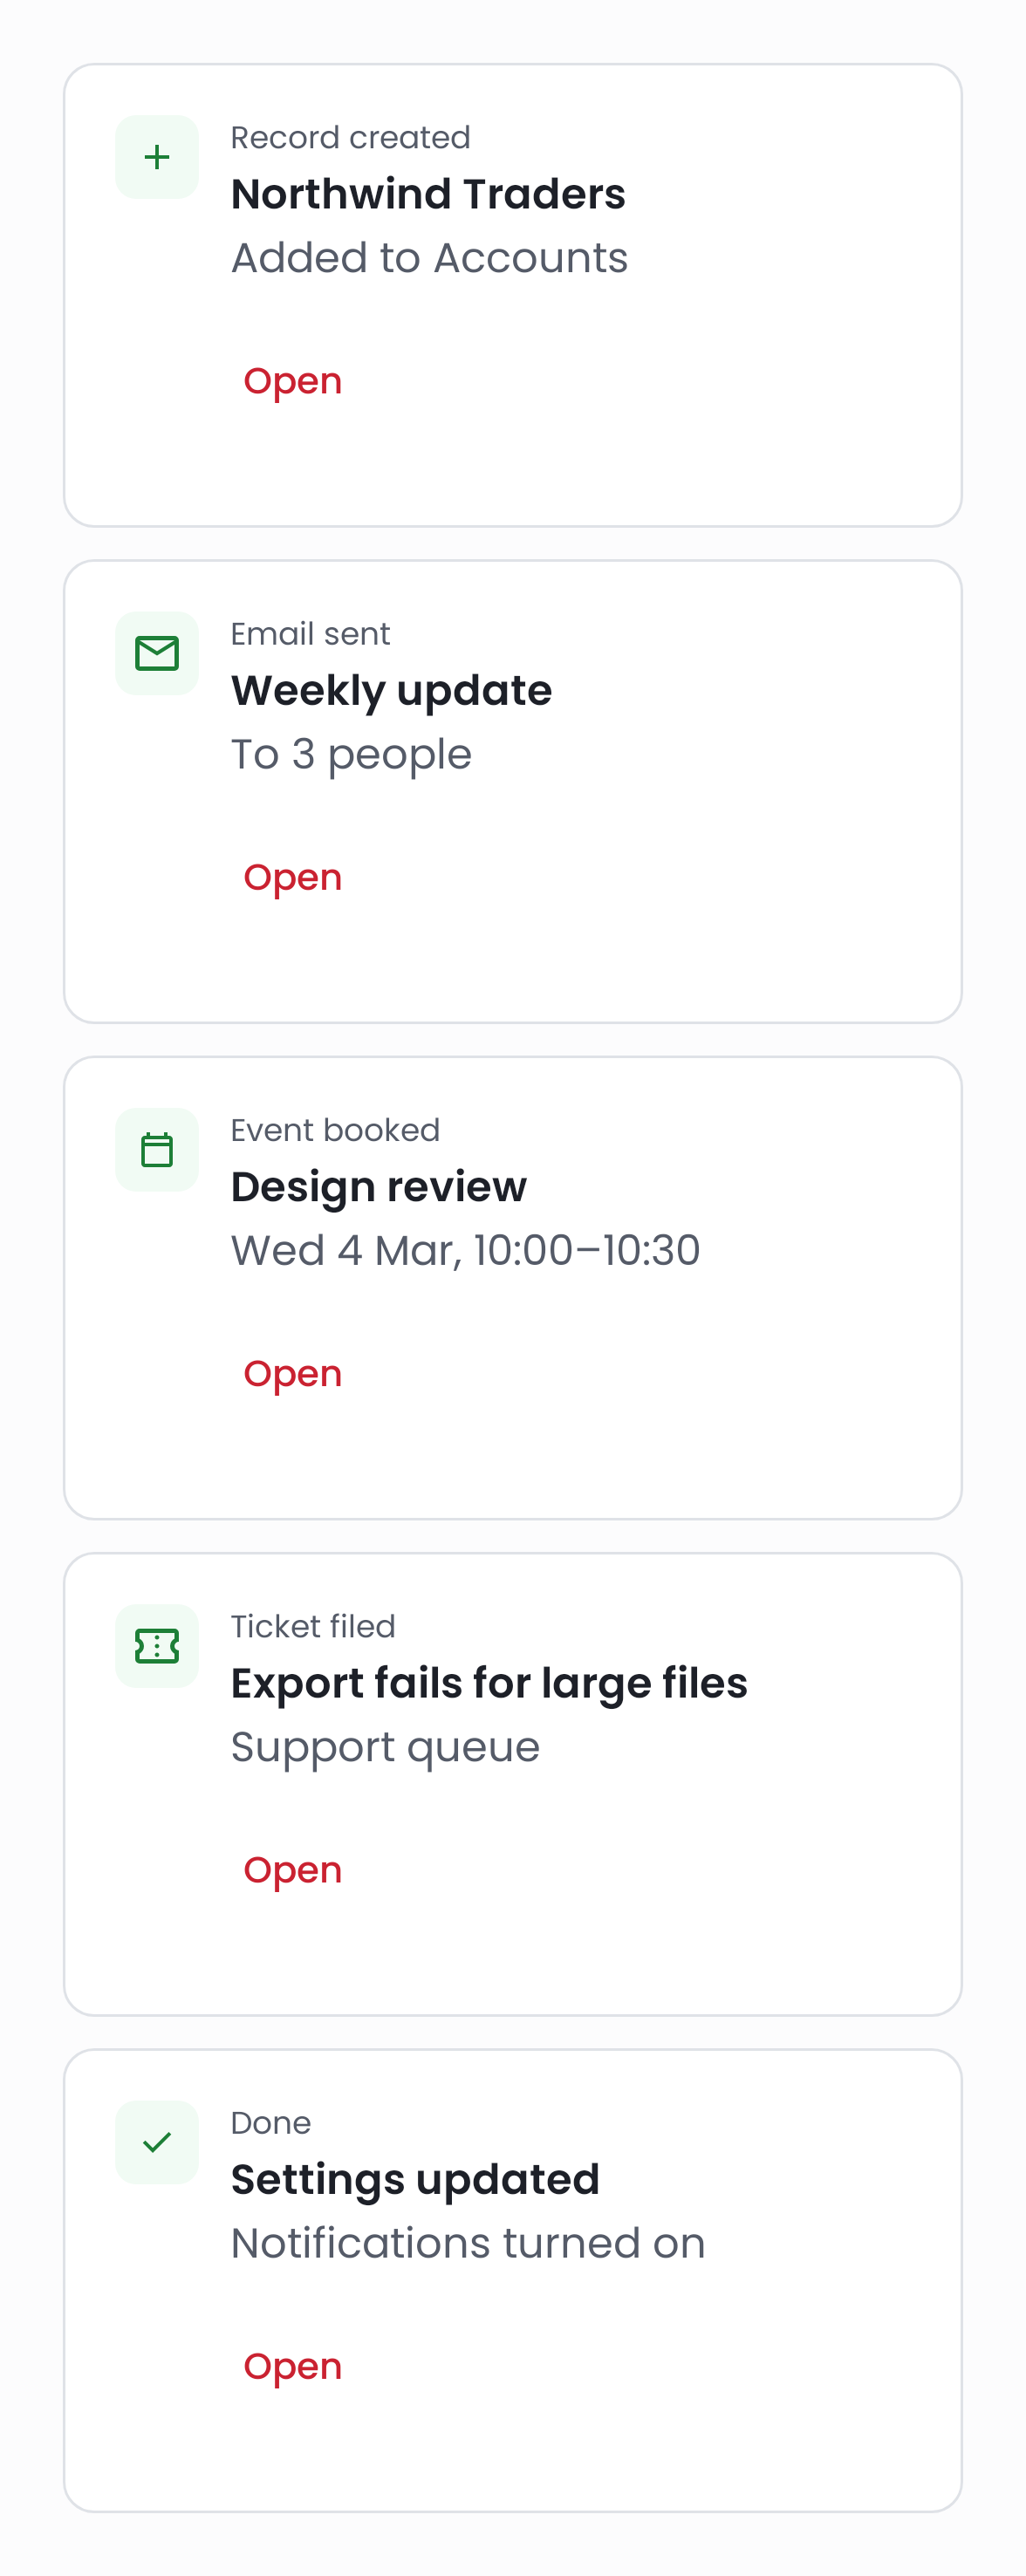 Record created
Northwind Traders
Added to Accounts
Open
Email sent
Weekly update
To 3 people
Open
Event booked
Design review
Wed 4 Mar, 10:00–10:30
Open
Ticket filed
Export fails for large files
Support queue
Open
Done
Settings updated
Notifications turned on
Open